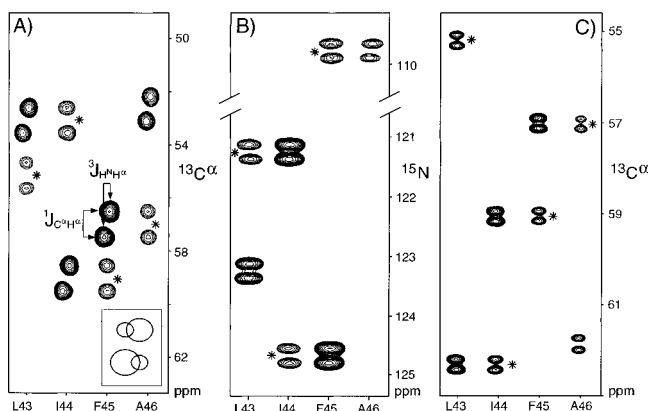 A)
50
54
13Cα
58
62
ppm
3JHNHα
1JCαHα
L43 I44 F45 A46
B)
110
121
15N
122
123
124
125
ppm
L43 I44 F45 A46
C)
55
57
13Cα
59
61
ppm
L43 I44 F45 A46